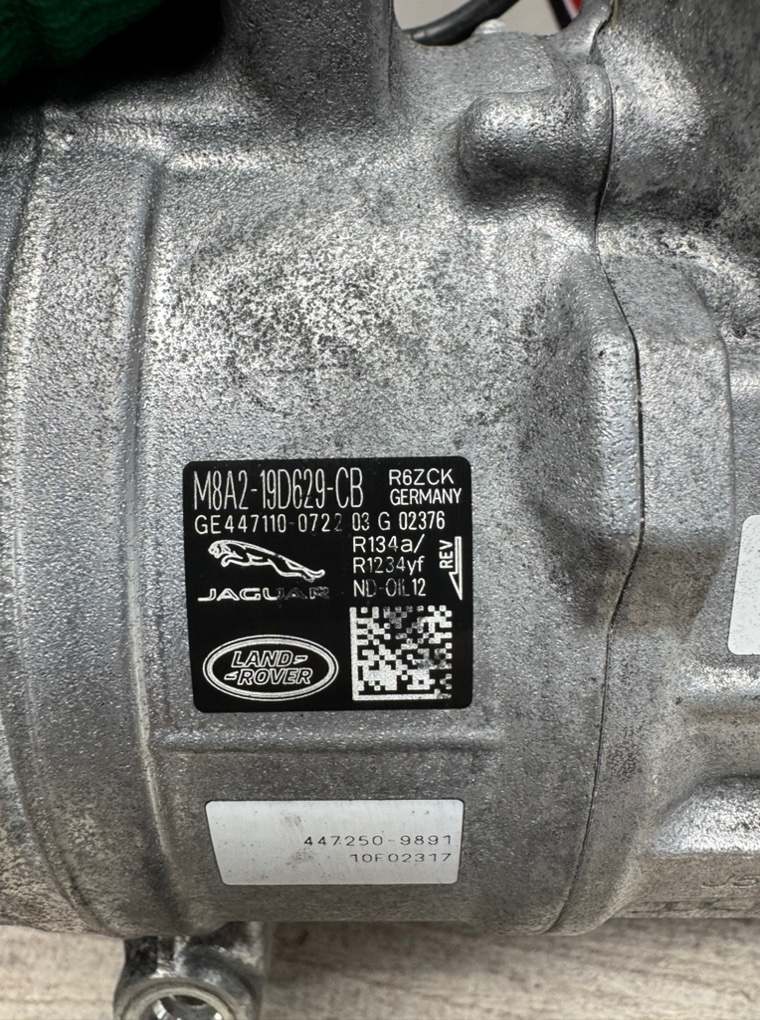 M8A2-19D629-CB
R6ZCK
GERMANY
GE447110-0722 03 G 02376
R134a/
R1234yf
ND-OIL12
REV
JAGUAR
LAND-
-ROVER
447250-9891
10F02317